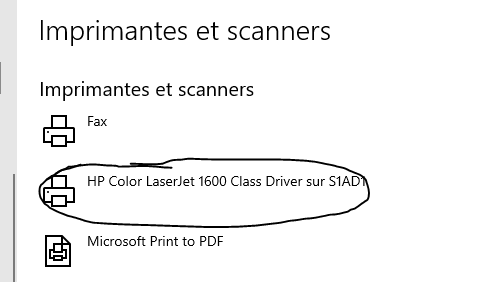 Imprimantes et scanners
Imprimantes et scanners
Fax
HP Color LaserJet 1600 Class Driver sur S1AD1
Microsoft Print to PDF